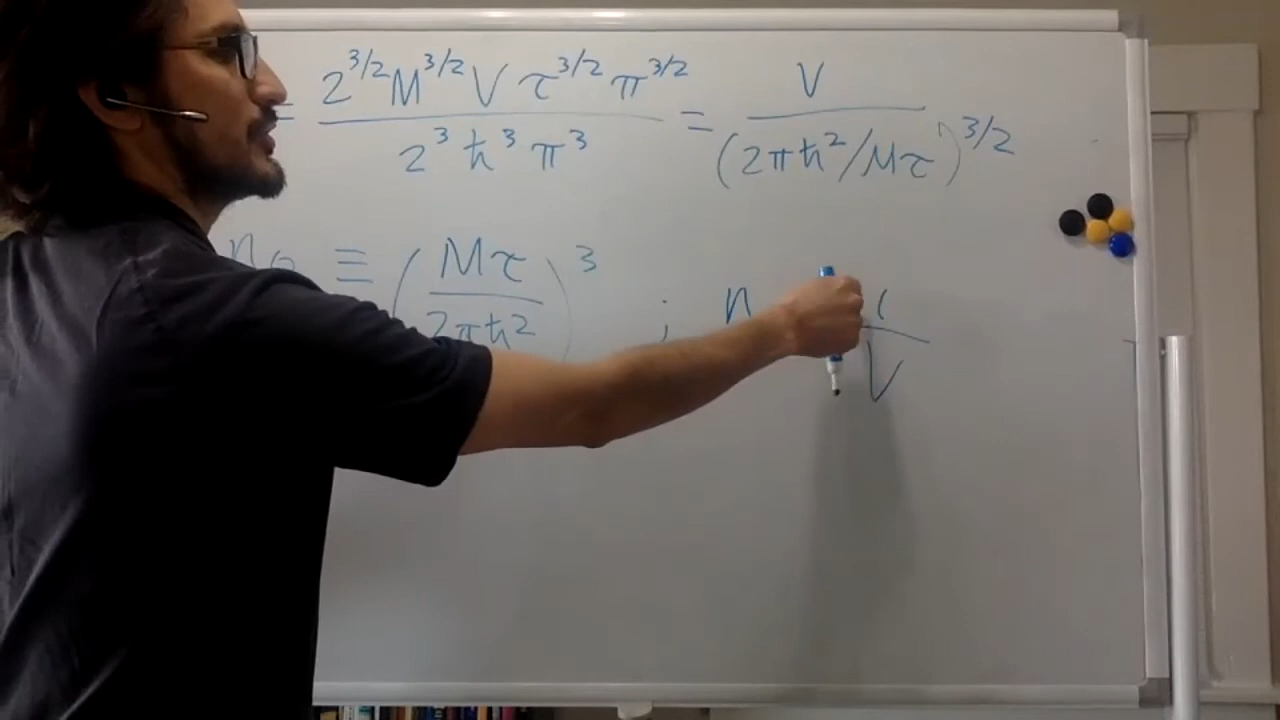 = 2^{3/2} M^{3/2} V τ^{3/2} π^{3/2} / 2^3 ħ^3 π^3 = V / (2πħ^2/Mτ)^{3/2}
n_Q ≡ (Mτ / 2πħ^2)^3 ; n 1 / V